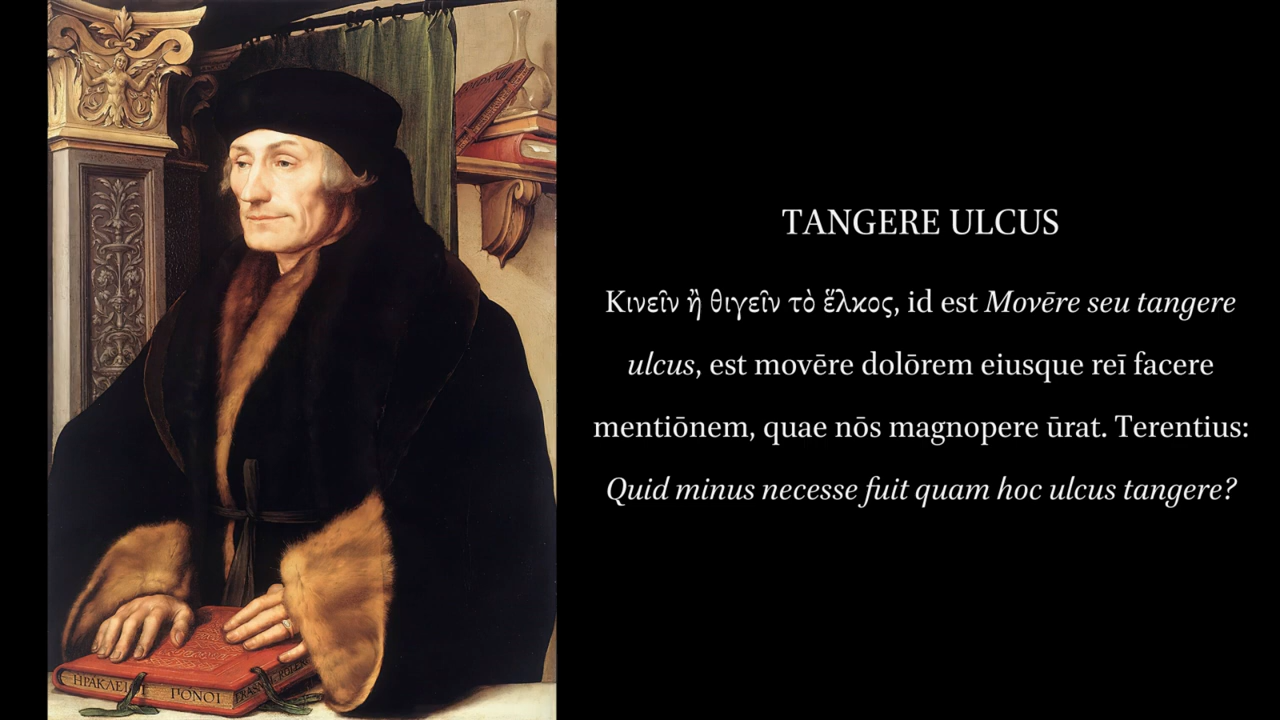 TANGERE ULCUS
Κινεῖν ἢ θιγεῖν τὸ ἕλκος, id est Movēre seu tangere
ulcus, est movēre dolōrem eiusque reī facere
mentiōnem, quae nōs magnopere ūrat. Terentius:
Quid minus necesse fuit quam hoc ulcus tangere?
ΗΡΑΚΛΕΙ ΠΟΝΟΙ